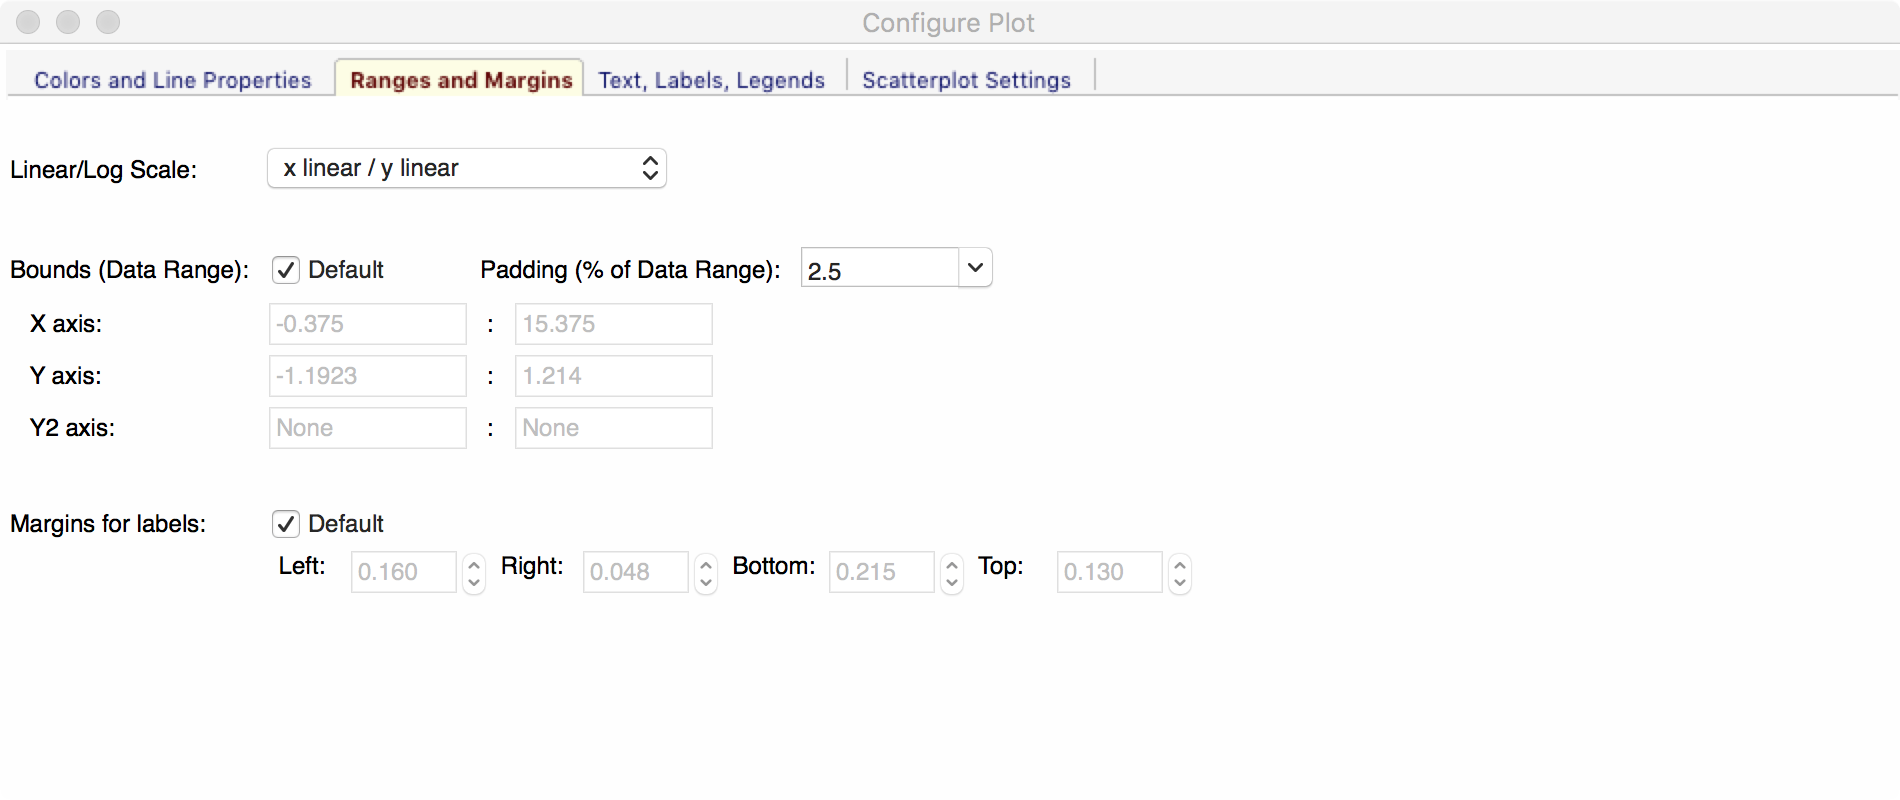 Configure Plot
Colors and Line Properties Ranges and Margins Text, Labels, Legends Scatterplot Settings
Linear/Log Scale: x linear / y linear
Bounds (Data Range): Default Padding (% of Data Range): 2.5
X axis: -0.375 : 15.375
Y axis: -1.1923 : 1.214
Y2 axis: None : None
Margins for labels: Default
Left: 0.160 Right: 0.048 Bottom: 0.215 Top: 0.130